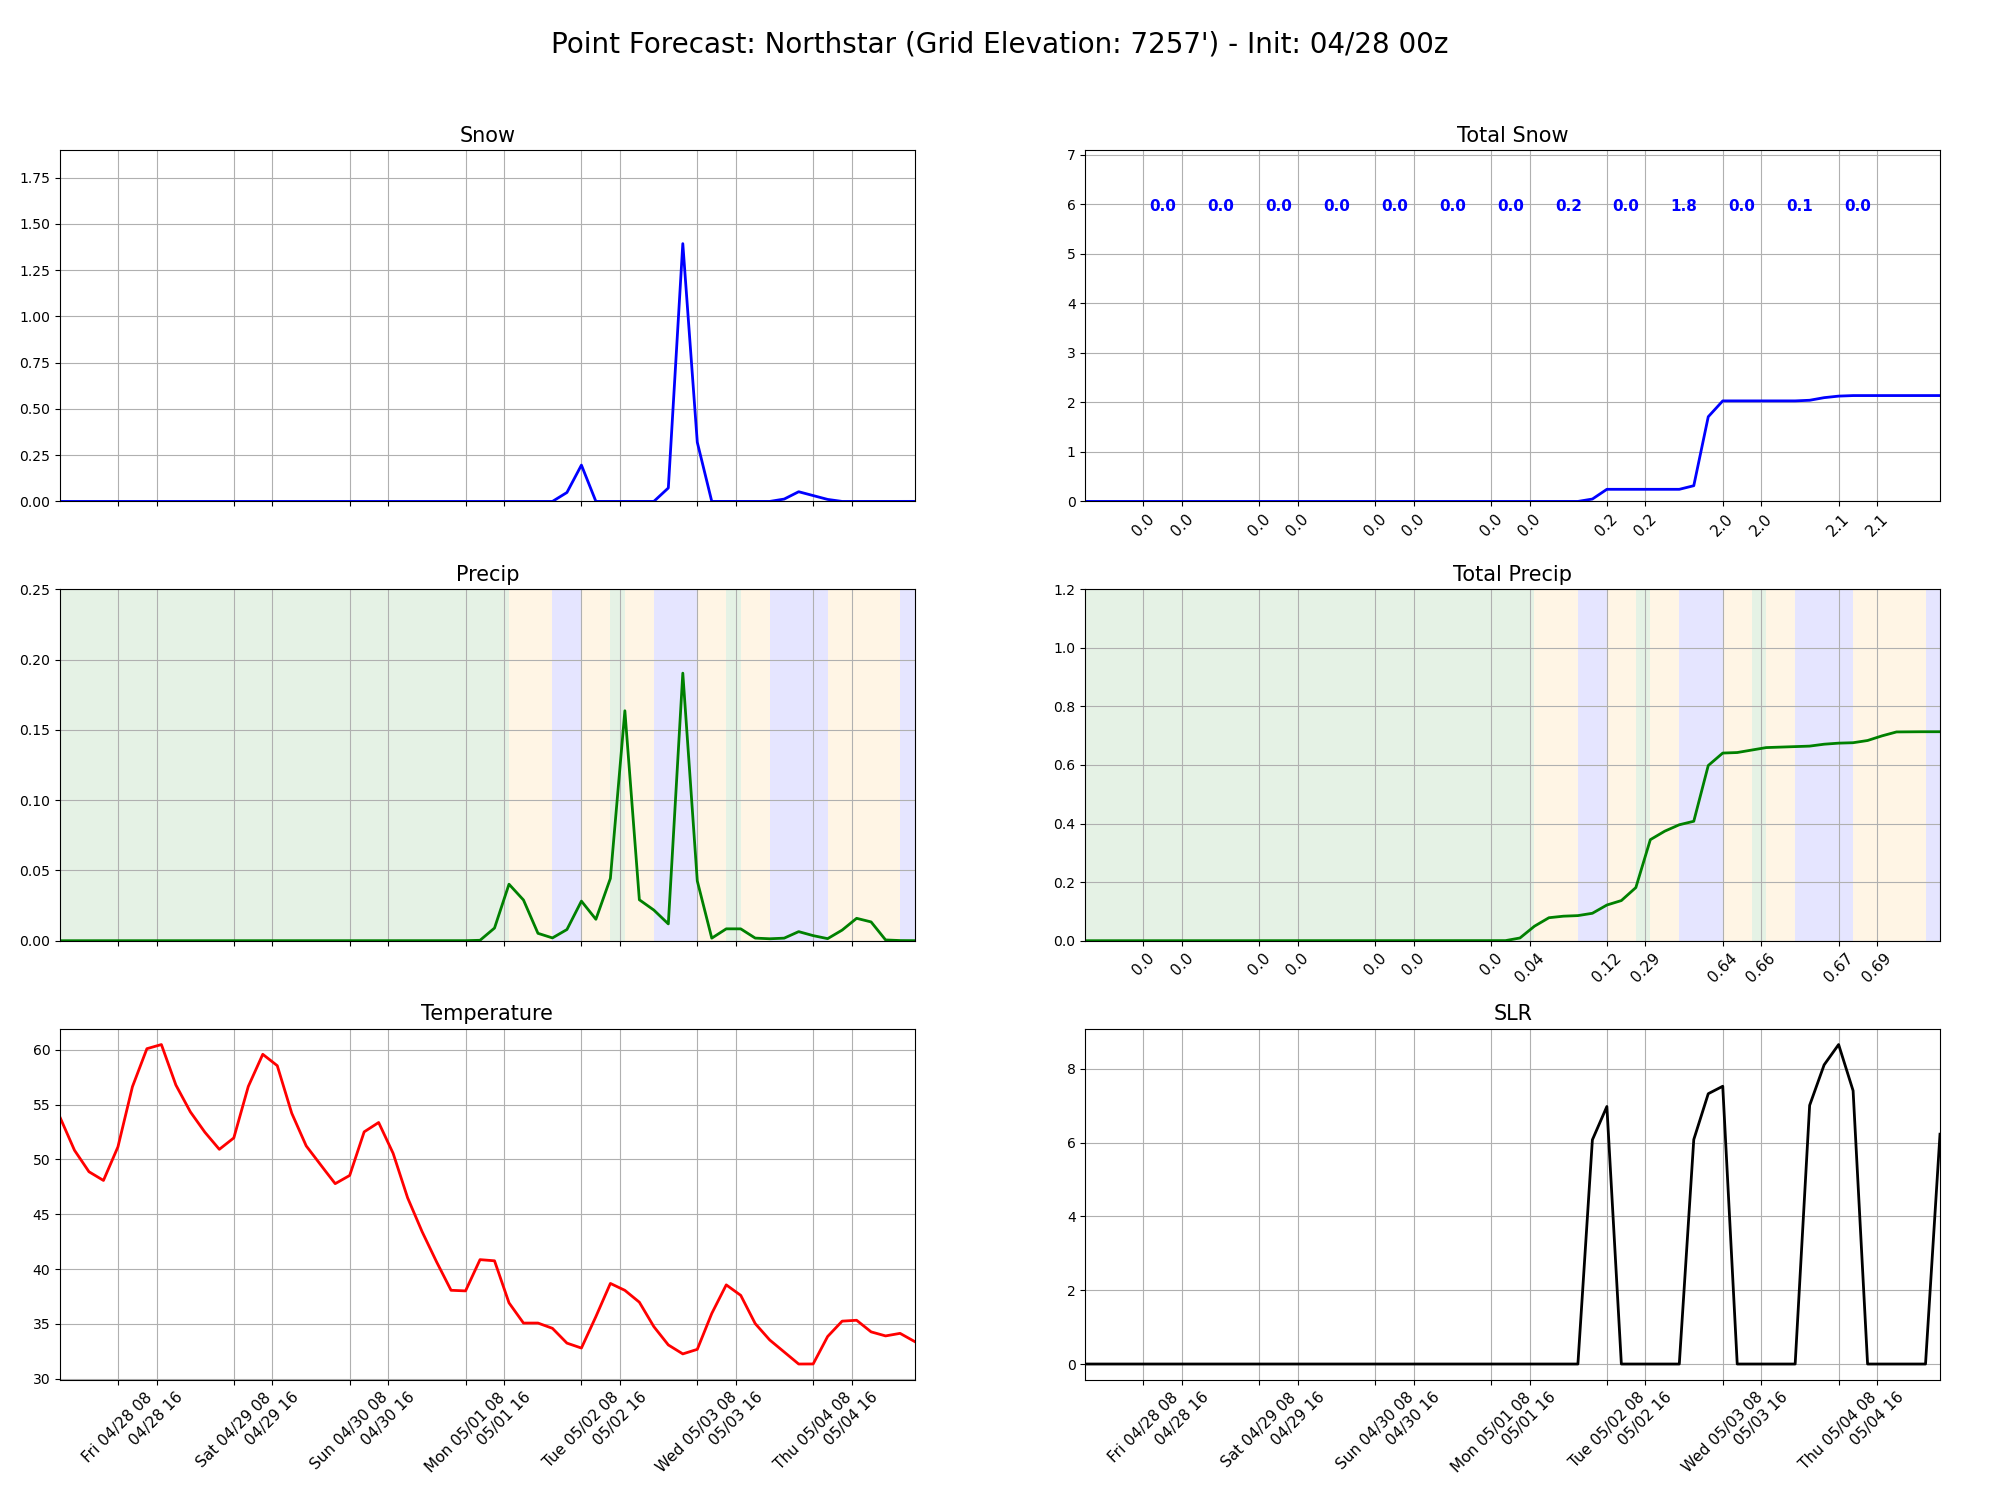 Point Forecast: Northstar (Grid Elevation: 7257') - Init: 04/28 00z
Snow
1.75
1.50
1.25
1.00
0.75
0.50
0.25
0.00
Total Snow
7
6
5
4
3
2
1
0
0.0 0.0 0.0 0.0 0.0 0.0 0.0 0.2 0.0 1.8 0.0 0.1 0.0
0.0 0.0 0.0 0.0 0.0 0.0 0.0 0.0 0.2 0.2 2.0 2.0 2.1 2.1
Precip
0.25
0.20
0.15
0.10
0.05
0.00
Total Precip
1.2
1.0
0.8
0.6
0.4
0.2
0.0
0.0 0.0 0.0 0.0 0.0 0.0 0.0 0.04 0.12 0.29 0.64 0.66 0.67 0.69
Temperature
60
55
50
45
40
35
30
Fri 04/28 08
04/28 16
Sat 04/29 08
04/29 16
Sun 04/30 08
04/30 16
Mon 05/01 08
05/01 16
Tue 05/02 08
05/02 16
Wed 05/03 08
05/03 16
Thu 05/04 08
05/04 16
SLR
8
6
4
2
0
Fri 04/28 08
04/28 16
Sat 04/29 08
04/29 16
Sun 04/30 08
04/30 16
Mon 05/01 08
05/01 16
Tue 05/02 08
05/02 16
Wed 05/03 08
05/03 16
Thu 05/04 08
05/04 16